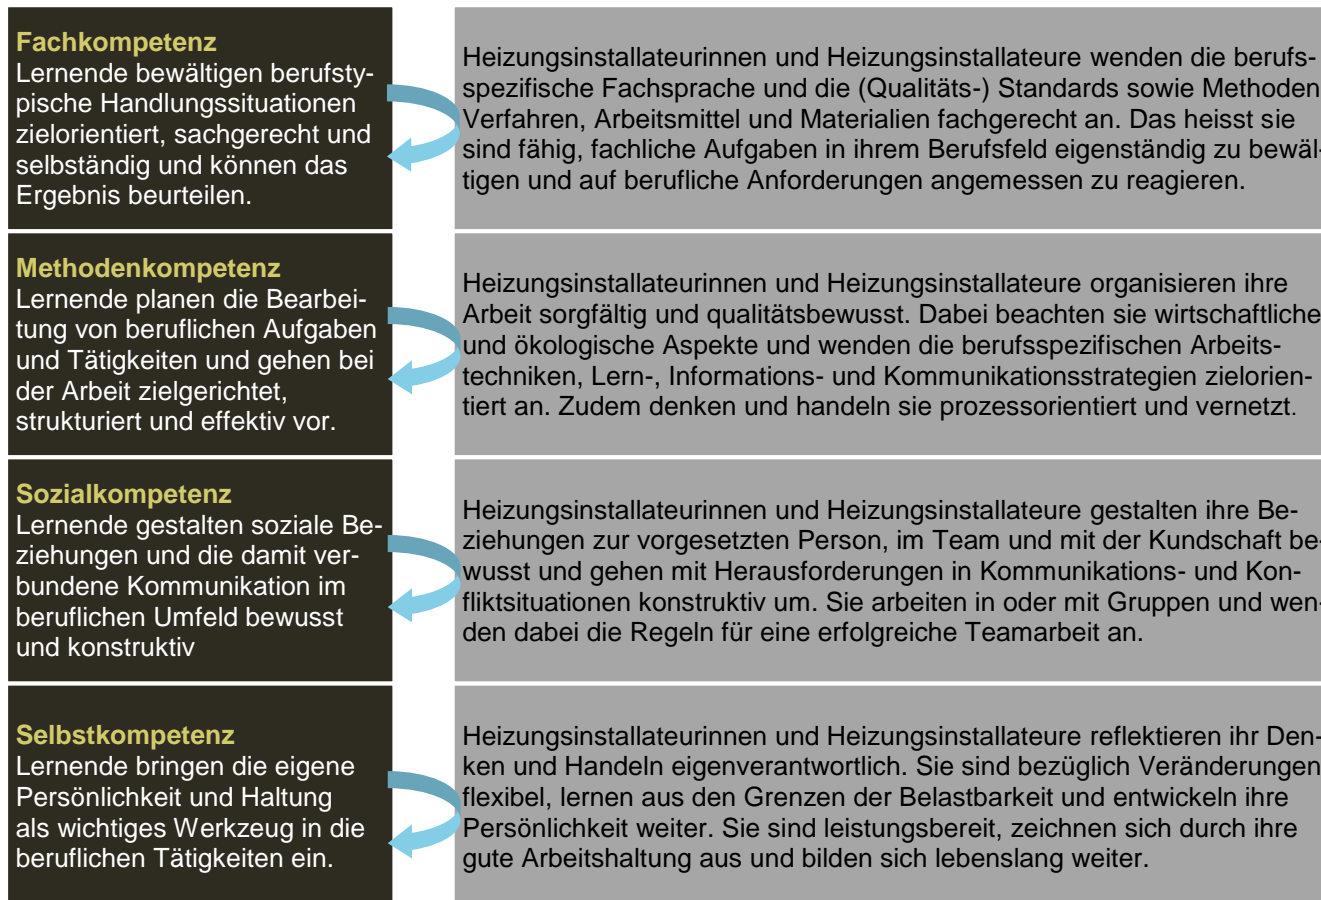 Fachkompetenz
Lernende bewältigen berufsty-
pische Handlungssituationen
zielorientiert, sachgerecht und
selbständig und können das
Ergebnis beurteilen.
Heizungsinstallateurinnen und Heizungsinstallateure wenden die berufs-
spezifische Fachsprache und die (Qualitäts-) Standards sowie Methoden
Verfahren, Arbeitsmittel und Materialien fachgerecht an. Das heisst sie
sind fähig, fachliche Aufgaben in ihrem Berufsfeld eigenständig zu bewäl-
tigen und auf berufliche Anforderungen angemessen zu reagieren.
Methodenkompetenz
Lernende planen die Bearbei-
tung von beruflichen Aufgaben
und Tätigkeiten und gehen bei
der Arbeit zielgerichtet,
strukturiert und effektiv vor.
Heizungsinstallateurinnen und Heizungsinstallateure organisieren ihre
Arbeit sorgfältig und qualitätsbewusst. Dabei beachten sie wirtschaftliche
und ökologische Aspekte und wenden die berufsspezifischen Arbeits-
techniken, Lern-, Informations- und Kommunikationsstrategien zielorien-
tiert an. Zudem denken und handeln sie prozessorientiert und vernetzt.
Sozialkompetenz
Lernende gestalten soziale Be-
ziehungen und die damit ver-
bundene Kommunikation im
beruflichen Umfeld bewusst
und konstruktiv
Heizungsinstallateurinnen und Heizungsinstallateure gestalten ihre Be-
ziehungen zur vorgesetzten Person, im Team und mit der Kundschaft be-
wusst und gehen mit Herausforderungen in Kommunikations- und Kon-
fliktsituationen konstruktiv um. Sie arbeiten in oder mit Gruppen und wen-
den dabei die Regeln für eine erfolgreiche Teamarbeit an.
Selbstkompetenz
Lernende bringen die eigene
Persönlichkeit und Haltung
als wichtiges Werkzeug in die
beruflichen Tätigkeiten ein.
Heizungsinstallateurinnen und Heizungsinstallateure reflektieren ihr Den-
ken und Handeln eigenverantwortlich. Sie sind bezüglich Veränderungen
flexibel, lernen aus den Grenzen der Belastbarkeit und entwickeln ihre
Persönlichkeit weiter. Sie sind leistungsbereit, zeichnen sich durch ihre
gute Arbeitshaltung aus und bilden sich lebenslang weiter.